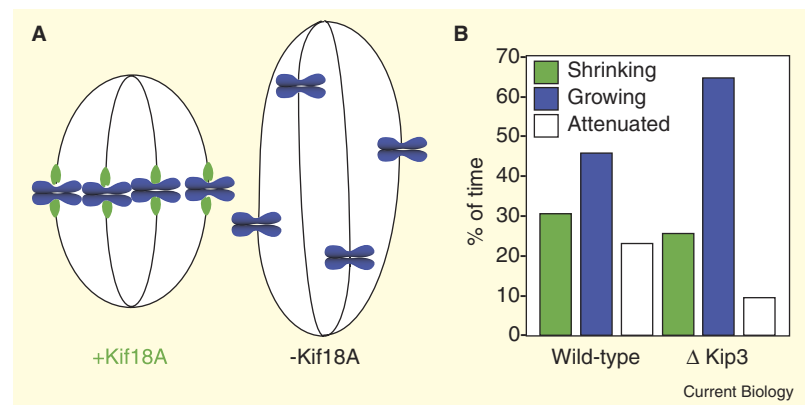 A
+Kif18A
-Kif18A
B
70
60
50
40
30
20
10
0
% of time
Shrinking
Growing
Attenuated
Wild-type
Δ Kip3
Current Biology